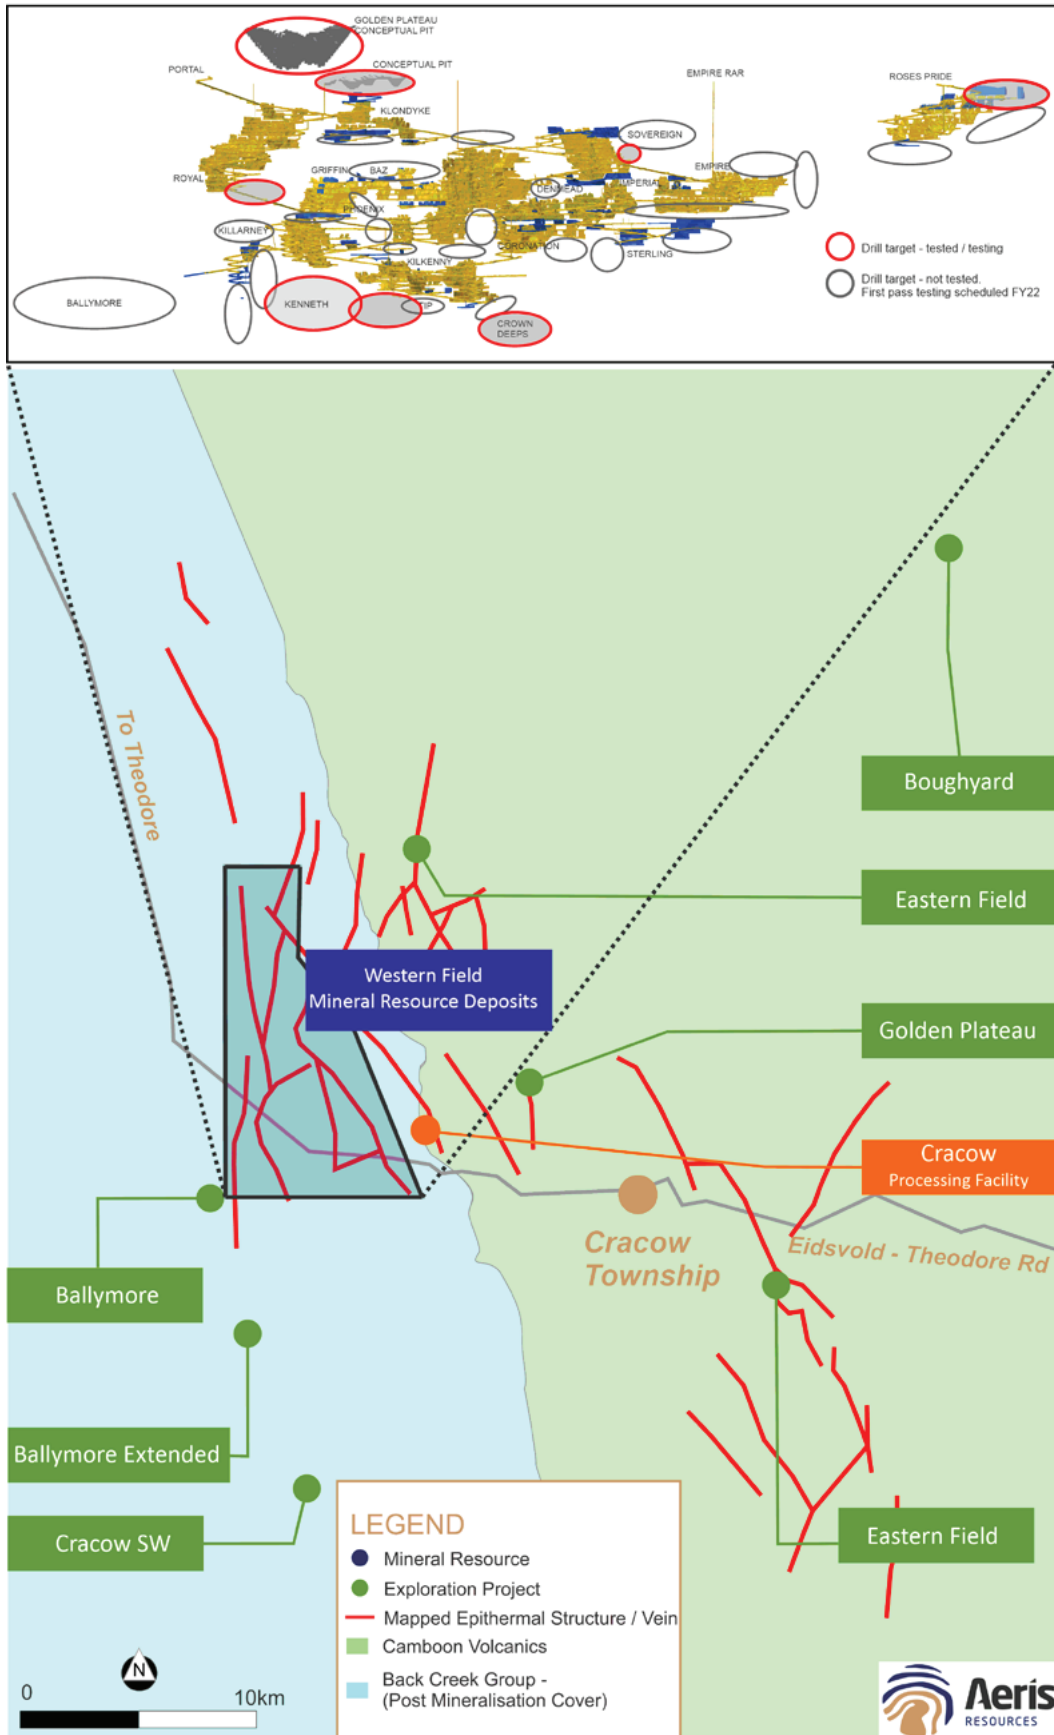 GOLDEN PLATEAU
CONCEPTUAL PIT
CONCEPTUAL PIT
PORTAL
EMPIRE RAR
ROSES PRIDE
KLONDYKE
SOVEREIGN
ROYAL
GRIFFIN
BAZ
DENMEAD
IMPERIAL
EMPIRE
PHOENIX
KILLARNEY
CORONATION
STERLING
KILKENNY
BALLYMORE
KENNETH
TIP
CROWN
DEEPS
Drill target - tested / testing
Drill target - not tested.
First pass testing scheduled FY22
To Theodore
Boughyard
Eastern Field
Western Field
Mineral Resource Deposits
Golden Plateau
Cracow
Processing Facility
Cracow
Township
Eidsvold - Theodore Rd
Ballymore
Ballymore Extended
Cracow SW
Eastern Field
LEGEND
Mineral Resource
Exploration Project
Mapped Epithermal Structure / Vein
Camboon Volcanics
Back Creek Group -
(Post Mineralisation Cover)
N
0 10km
Aeris
RESOURCES